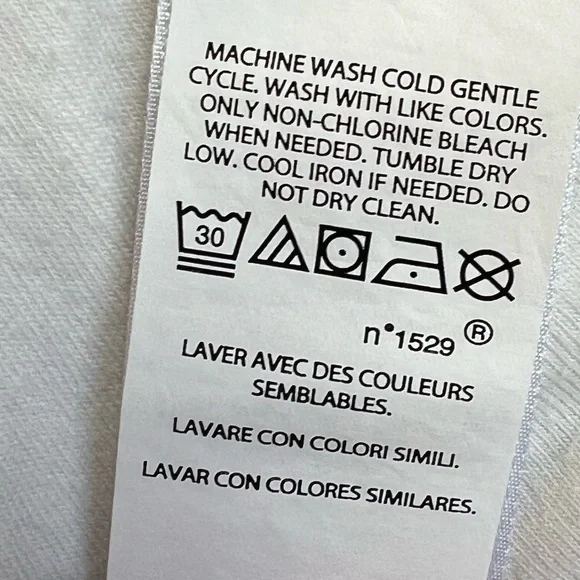 MACHINE WASH COLD GENTLE
CYCLE. WASH WITH LIKE COLORS.
ONLY NON-CHLORINE BLEACH
WHEN NEEDED. TUMBLE DRY
LOW. COOL IRON IF NEEDED. DO
NOT DRY CLEAN.
30
n°1529 ®
LAVER AVEC DES COULEURS
SEMBLABLES.
LAVARE CON COLORI SIMILI.
LAVAR CON COLORES SIMILARES.